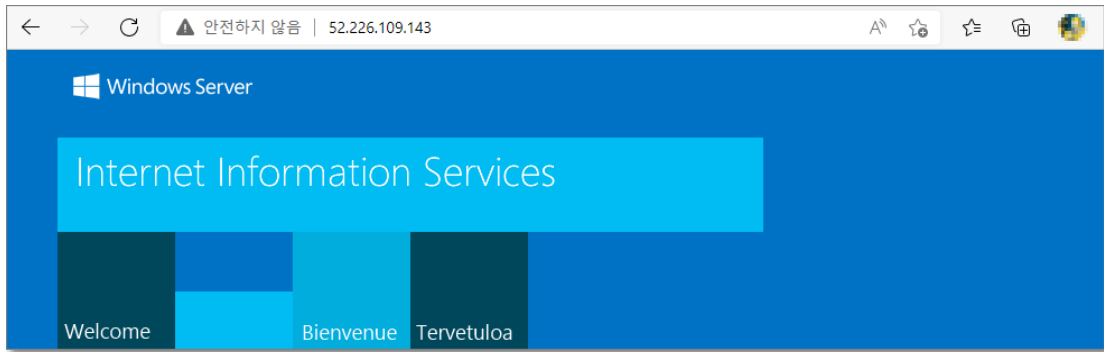 안전하지 않음 | 52.226.109.143
Windows Server
Internet Information Services
Welcome Bienvenue Tervetuloa